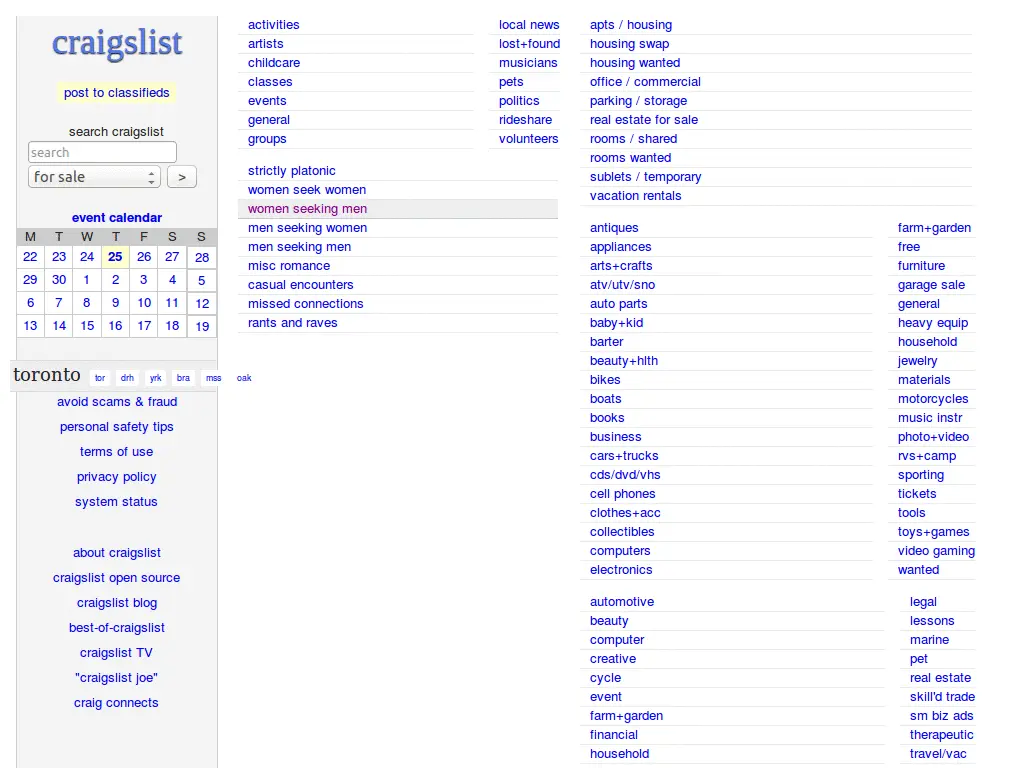 craigslist
post to classifieds
search craigslist
search
for sale >
event calendar
M T W T F S S
22 23 24 25 26 27 28
29 30 1 2 3 4 5
6 7 8 9 10 11 12
13 14 15 16 17 18 19
toronto tor drh yrk bra mss oak
avoid scams & fraud
personal safety tips
terms of use
privacy policy
system status
about craigslist
craigslist open source
craigslist blog
best-of-craigslist
craigslist TV
"craigslist joe"
craig connects
activities
artists
childcare
classes
events
general
groups
local news
lost+found
musicians
pets
politics
rideshare
volunteers
strictly platonic
women seek women
women seeking men
men seeking women
men seeking men
misc romance
casual encounters
missed connections
rants and raves
apts / housing
housing swap
housing wanted
office / commercial
parking / storage
real estate for sale
rooms / shared
rooms wanted
sublets / temporary
vacation rentals
antiques
appliances
arts+crafts
atv/utv/sno
auto parts
baby+kid
barter
beauty+hlth
bikes
boats
books
business
cars+trucks
cds/dvd/vhs
cell phones
clothes+acc
collectibles
computers
electronics
farm+garden
free
furniture
garage sale
general
heavy equip
household
jewelry
materials
motorcycles
music instr
photo+video
rvs+camp
sporting
tickets
tools
toys+games
video gaming
wanted
automotive
beauty
computer
creative
cycle
event
farm+garden
financial
household
legal
lessons
marine
pet
real estate
skill'd trade
sm biz ads
therapeutic
travel/vac